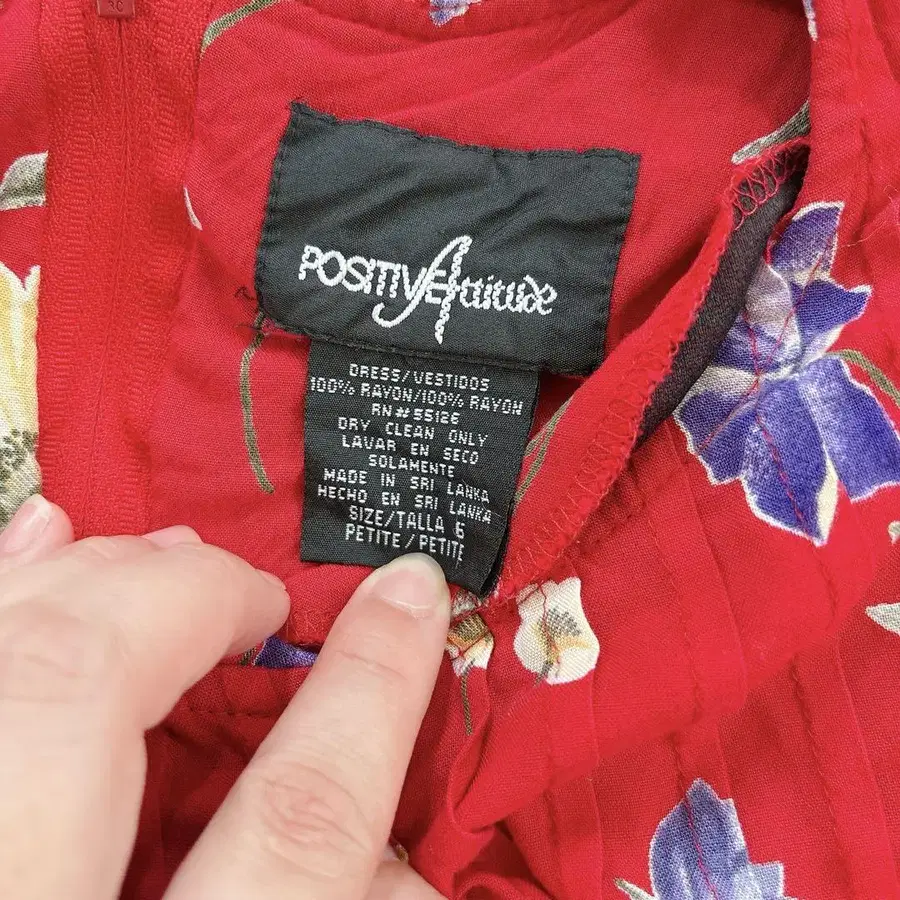 POSITIVE Attitude
DRESS/VESTIDOS
100% RAYON/100% RAYON
RN#55126
DRY CLEAN ONLY
LAVAR EN SECO
SOLAMENTE
MADE IN SRI LANKA
HECHO EN SRI LANKA
SIZE/TALLA 6
PETITE/PETITE